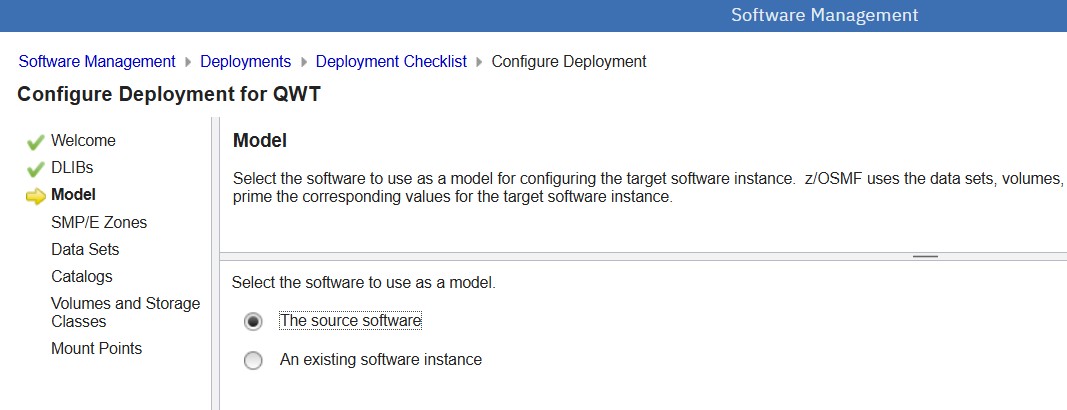 Software Management
Software Management Deployments Deployment Checklist Configure Deployment
Configure Deployment for QWT
Welcome
DLIBs
Model
SMP/E Zones
Data Sets
Catalogs
Volumes and Storage
Classes
Mount Points
Model
Select the software to use as a model for configuring the target software instance. z/OSMF uses the data sets, volumes,
prime the corresponding values for the target software instance.
Select the software to use as a model.
The source software
An existing software instance